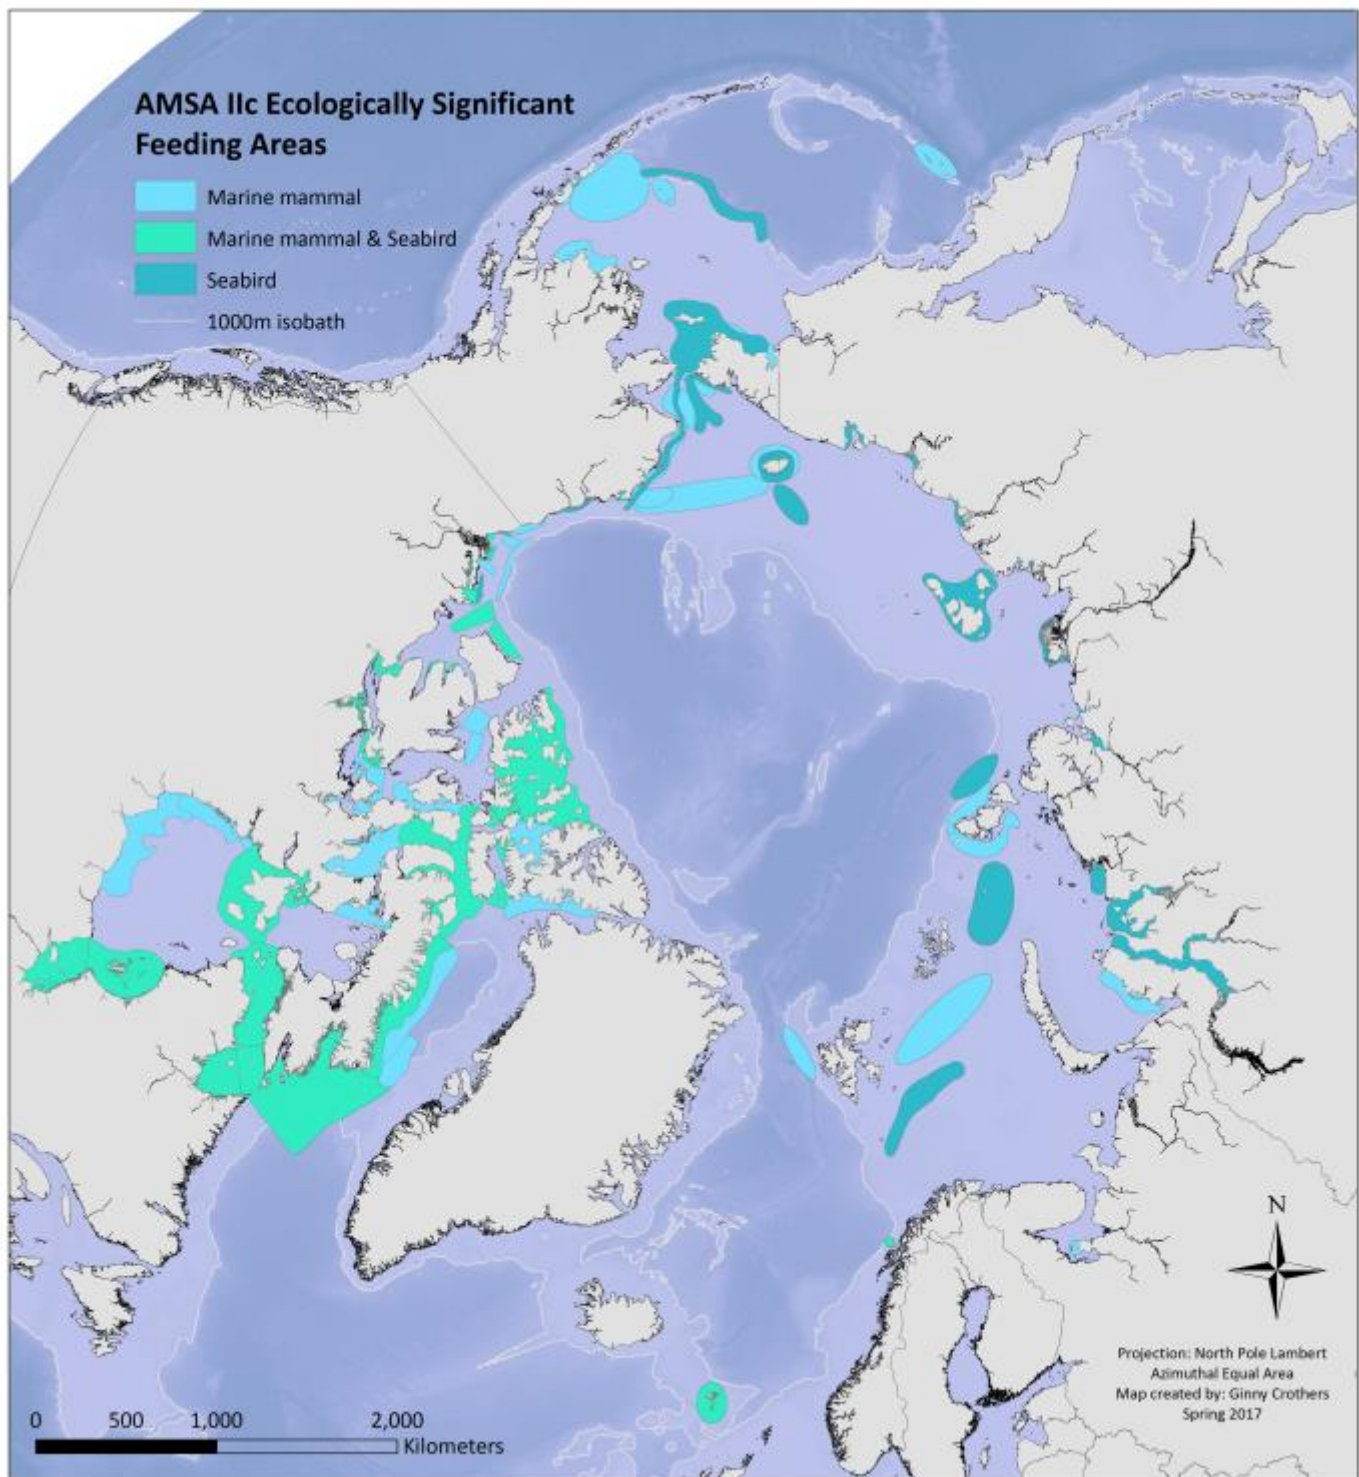 AMSA IIc Ecologically Significant
Feeding Areas
Marine mammal
Marine mammal & Seabird
Seabird
1000m isobath
N
Projection: North Pole Lambert
Azimuthal Equal Area
Map created by: Ginny Crothers
Spring 2017
0 500 1,000 2,000
Kilometers